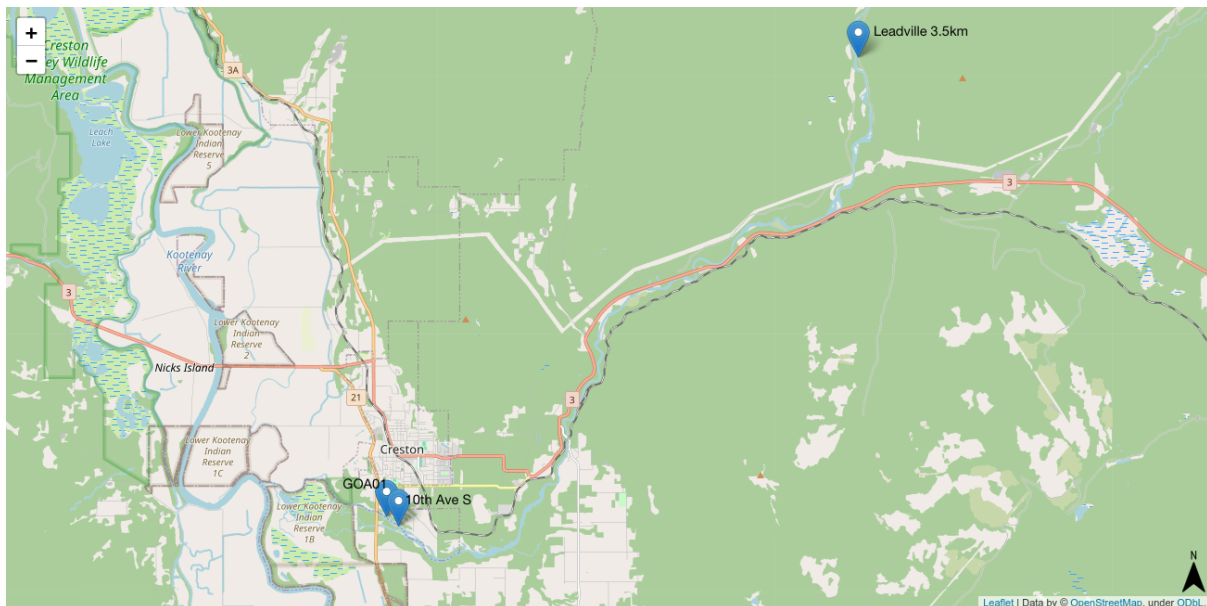 +
−
Creston
ey Wildlife
Management
Area
Leach
Lake
3A
Lower Kootenay
Indian
Reserve
5
Leadville 3.5km
3
Kootenay
River
3
Lower Kootenay
Indian
Reserve
2
Nicks Island
21
3
Lower Kootenay
Indian
Reserve
1C
Creston
GOA01
10th Ave S
Lower Kootenay
Indian Reserve
1B
N
Leaflet | Data by © OpenStreetMap, under ODbL.